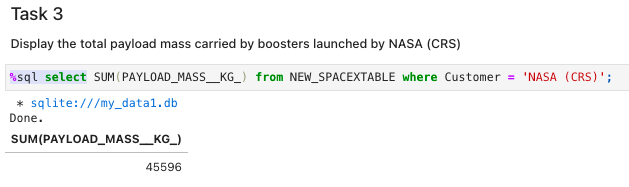 Task 3
Display the total payload mass carried by boosters launched by NASA (CRS)
%sql select SUM(PAYLOAD_MASS__KG_) from NEW_SPACEXTABLE where Customer = 'NASA (CRS)';
* sqlite:///my_data1.db
Done.
SUM(PAYLOAD_MASS__KG_)
45596